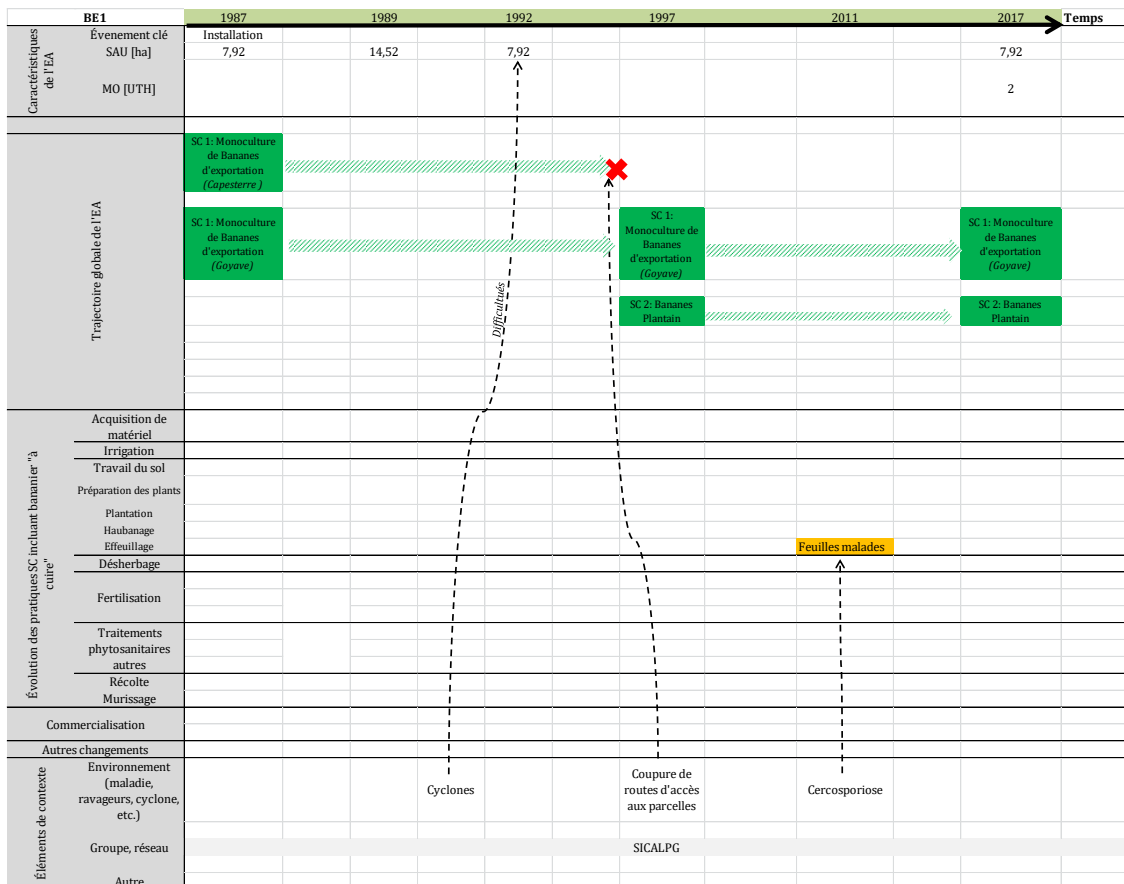 BE1 1987 1989 1992 1997 2011 2017 Temps
Caractéristiques
de l'EA
Évenement clé Installation
SAU [ha] 7,92 14,52 7,92 7,92
MO [UTH] 2
Trajectoire globale de l'EA
SC 1: Monoculture
de Bananes
d'exportation
(Capesterre )
SC 1: Monoculture
de Bananes
d'exportation
(Goyave)
SC 1:
Monoculture de
Bananes
d'exportation
(Goyave)
SC 1: Monoculture
de Bananes
d'exportation
(Goyave)
SC 2: Bananes
Plantain
SC 2: Bananes
Plantain
Difficultués
Évolution des pratiques SC incluant bananier "à
cuire"
Acquisition de
matériel
Irrigation
Travail du sol
Préparation des plants
Plantation
Haubanage
Effeuillage Feuilles malades
Désherbage
Fertilisation
Traitements
phytosanitaires
autres
Récolte
Murissage
Commercialisation
Autres changements
Éléments de contexte
Environnement
(maladie,
ravageurs, cyclone,
etc.)
Cyclones
Coupure de
routes d'accès
aux parcelles
Cercosporiose
Groupe, réseau SICALPG
Autre